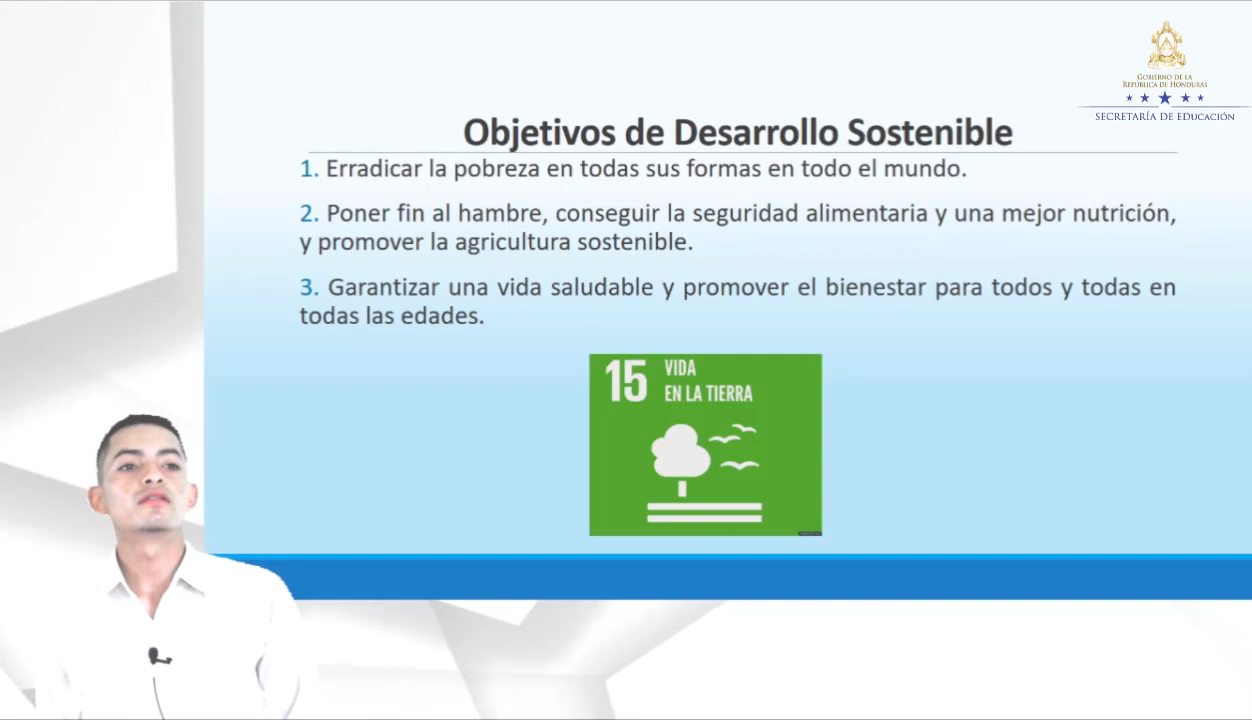 GOBIERNO DE LA
REPÚBLICA DE HONDURAS
SECRETARÍA DE EDUCACIÓN
Objetivos de Desarrollo Sostenible
1. Erradicar la pobreza en todas sus formas en todo el mundo.
2. Poner fin al hambre, conseguir la seguridad alimentaria y una mejor nutrición,
y promover la agricultura sostenible.
3. Garantizar una vida saludable y promover el bienestar para todos y todas en
todas las edades.
15 VIDA
EN LA TIERRA